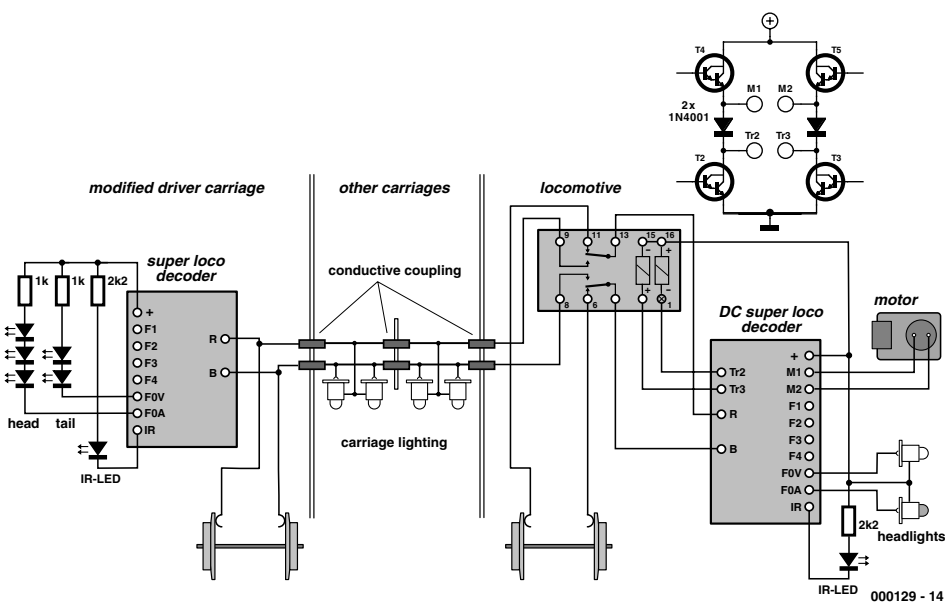 T4
T5
M1
M2
2x
1N4001
Tr2
Tr3
T2
T3
modified driver carriage
other carriages
locomotive
9
11
13
15
16
8
6
1
–
+
+
–
super loco
decoder
1k
1k
2k2
+
F1
F2
F3
F4
F0V
F0A
IR
R
B
head
tail
IR-LED
conductive coupling
carriage lighting
DC super loco
decoder
Tr2
Tr3
R
B
+
M1
M2
F1
F2
F3
F4
F0V
F0A
IR
motor
headlights
2k2
IR-LED
000129 - 14